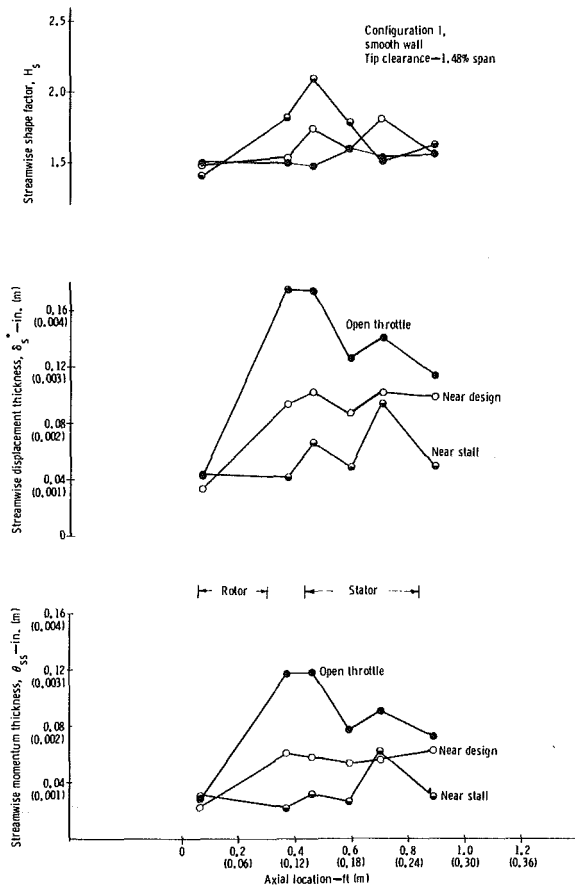 Configuration 1,
smooth wall
Tip clearance—1.48% span
Streamwise shape factor, Hs
2.5
2.0
1.5
Streamwise displacement thickness, δs*—in. (m)
0.16
(0.004)
0.12
(0.003)
0.08
(0.002)
0.04
(0.001)
0
Open throttle
Near design
Near stall
Rotor
Stator
Streamwise momentum thickness, θss—in. (m)
0.16
(0.004)
0.12
(0.003)
0.08
(0.002)
0.04
(0.001)
Open throttle
Near design
Near stall
0 0.2 0.4 0.6 0.8 1.0 1.2
(0.06) (0.12) (0.18) (0.24) (0.30) (0.36)
Axial location—ft (m)